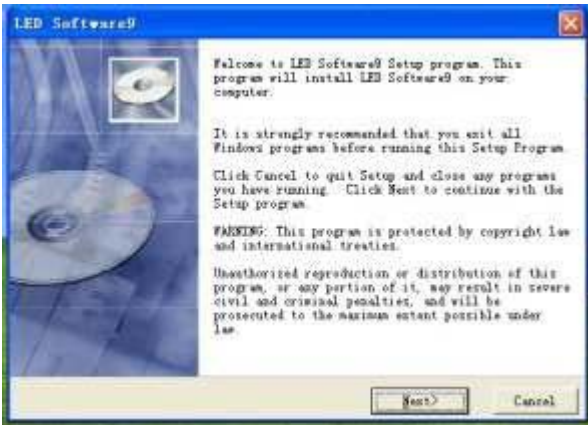 LED Software9
Welcome to LED Software9 Setup program. This
program will install LED Software9 on your
computer.
It is strongly recommended that you exit all
Windows programs before running this Setup Program.
Click Cancel to quit Setup and close any programs
you have running. Click Next to continue with the
Setup program.
WARNING: This program is protected by copyright law
and international treaties.
Unauthorized reproduction or distribution of this
program, or any portion of it, may result in severe
civil and criminal penalties, and will be
prosecuted to the maximum extent possible under
law.
Next>
Cancel